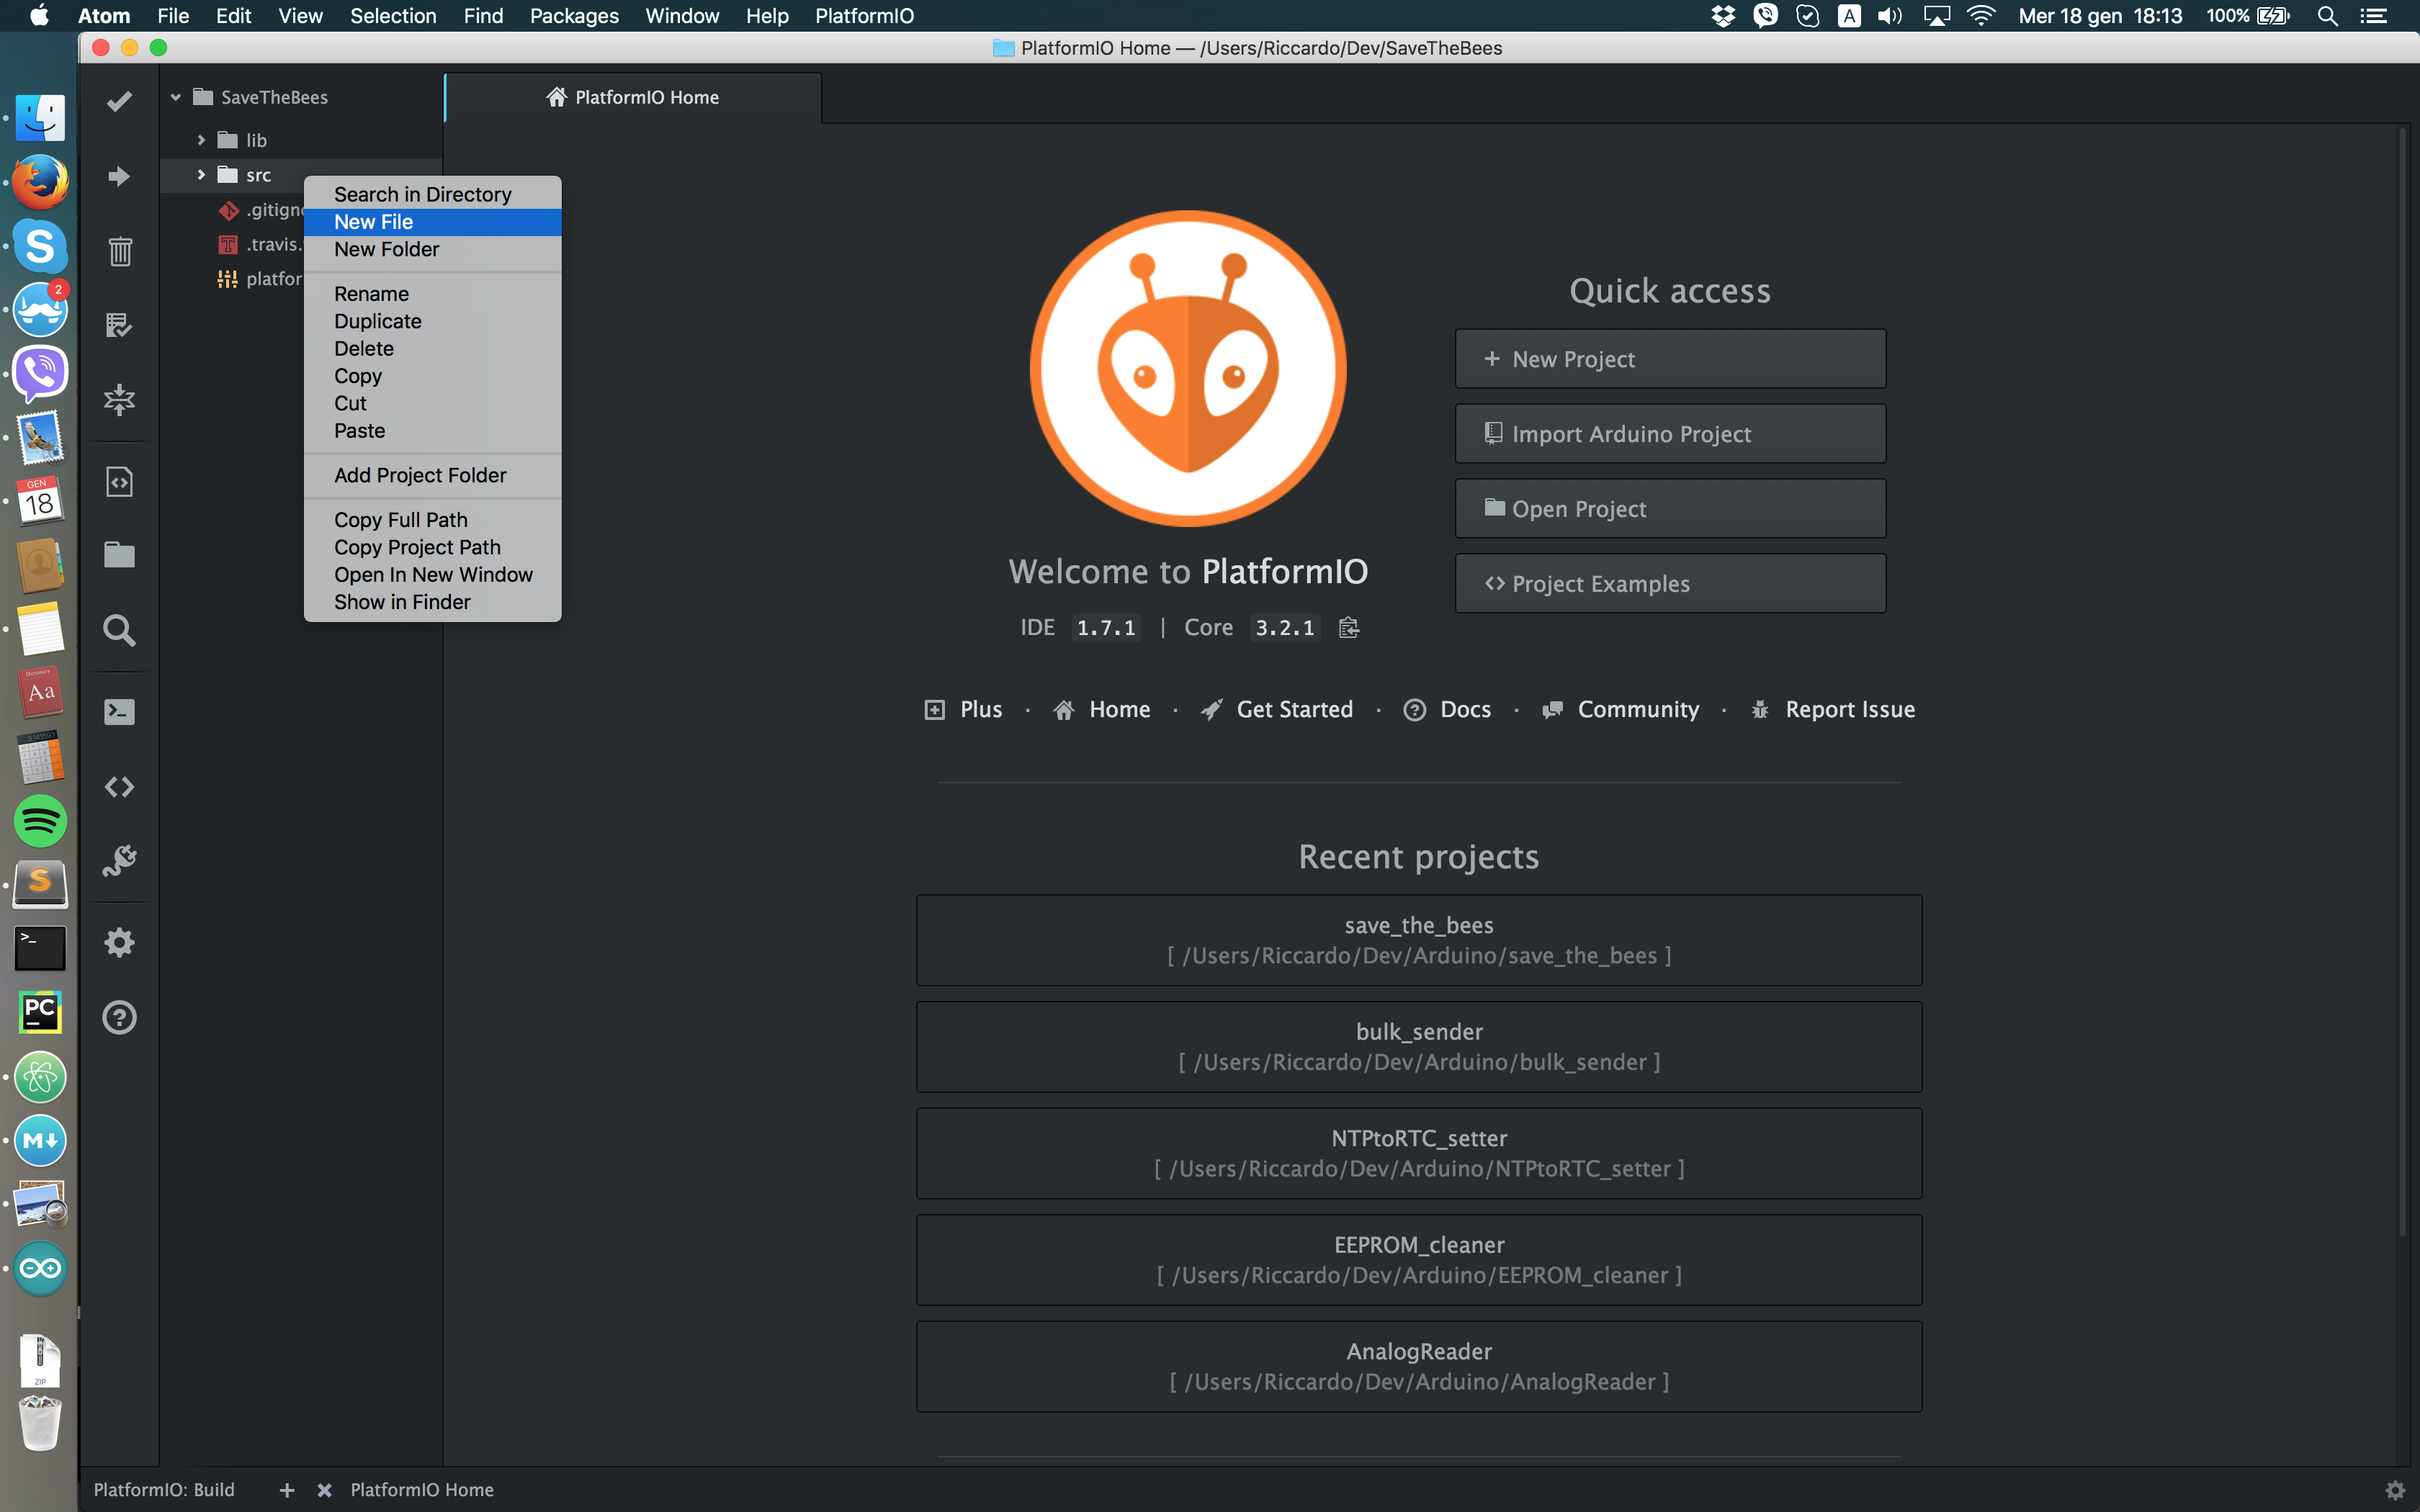 Atom File Edit View Selection Find Packages Window Help PlatformIO
A Mer 18 gen 18:13 100%
PlatformIO Home — /Users/Riccardo/Dev/SaveTheBees
SaveTheBees
PlatformIO Home
lib
src
.gitign
.travis.
platfor
Search in Directory
New File
New Folder
Rename
Duplicate
Delete
Copy
Cut
Paste
Add Project Folder
Copy Full Path
Copy Project Path
Open In New Window
Show in Finder
Quick access
+ New Project
Import Arduino Project
Open Project
<> Project Examples
Welcome to PlatformIO
IDE 1.7.1 | Core 3.2.1
Plus · Home · Get Started · Docs · Community · Report Issue
Recent projects
save_the_bees
[ /Users/Riccardo/Dev/Arduino/save_the_bees ]
bulk_sender
[ /Users/Riccardo/Dev/Arduino/bulk_sender ]
NTPtoRTC_setter
[ /Users/Riccardo/Dev/Arduino/NTPtoRTC_setter ]
EEPROM_cleaner
[ /Users/Riccardo/Dev/Arduino/EEPROM_cleaner ]
AnalogReader
[ /Users/Riccardo/Dev/Arduino/AnalogReader ]
PlatformIO: Build + PlatformIO Home
S
2
GEN
18
Dictionary
Aa
S
>_
PC
M
ZIP